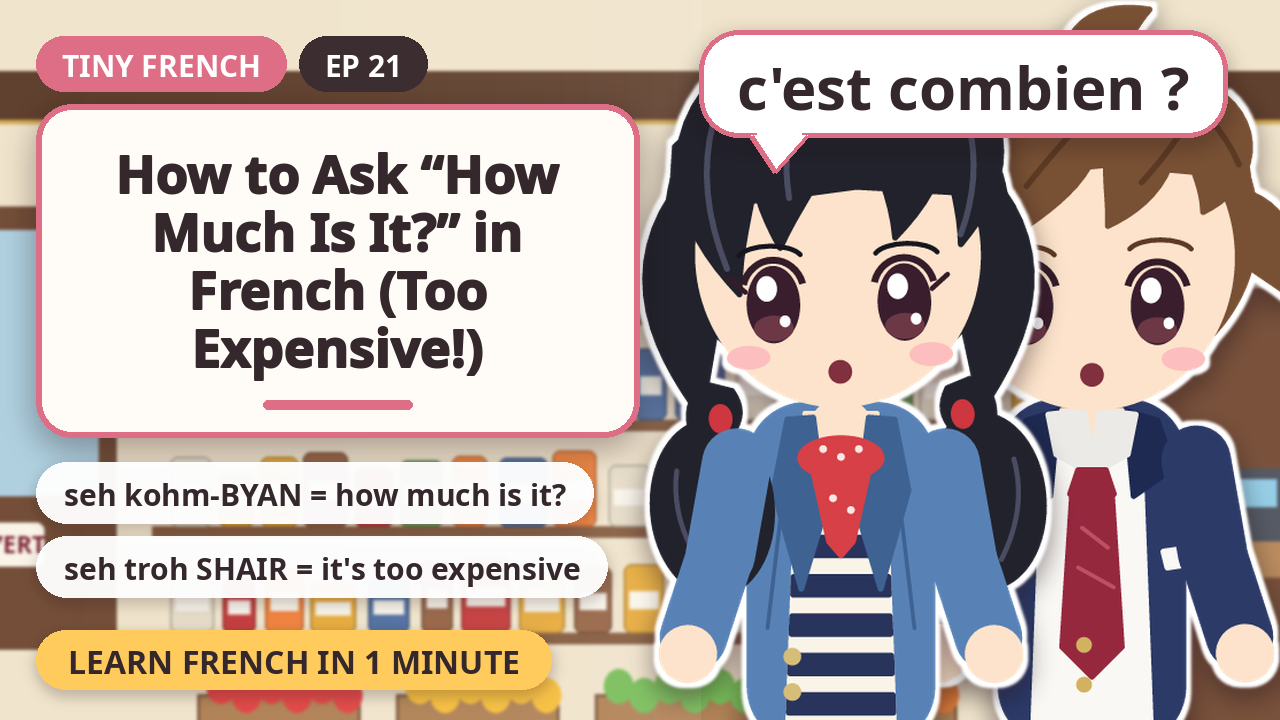 TINY FRENCH
EP 21
c'est combien ?
How to Ask “How
Much Is It?” in
French (Too
Expensive!)
seh kohm-BYAN = how much is it?
seh troh SHAIR = it's too expensive
LEARN FRENCH IN 1 MINUTE